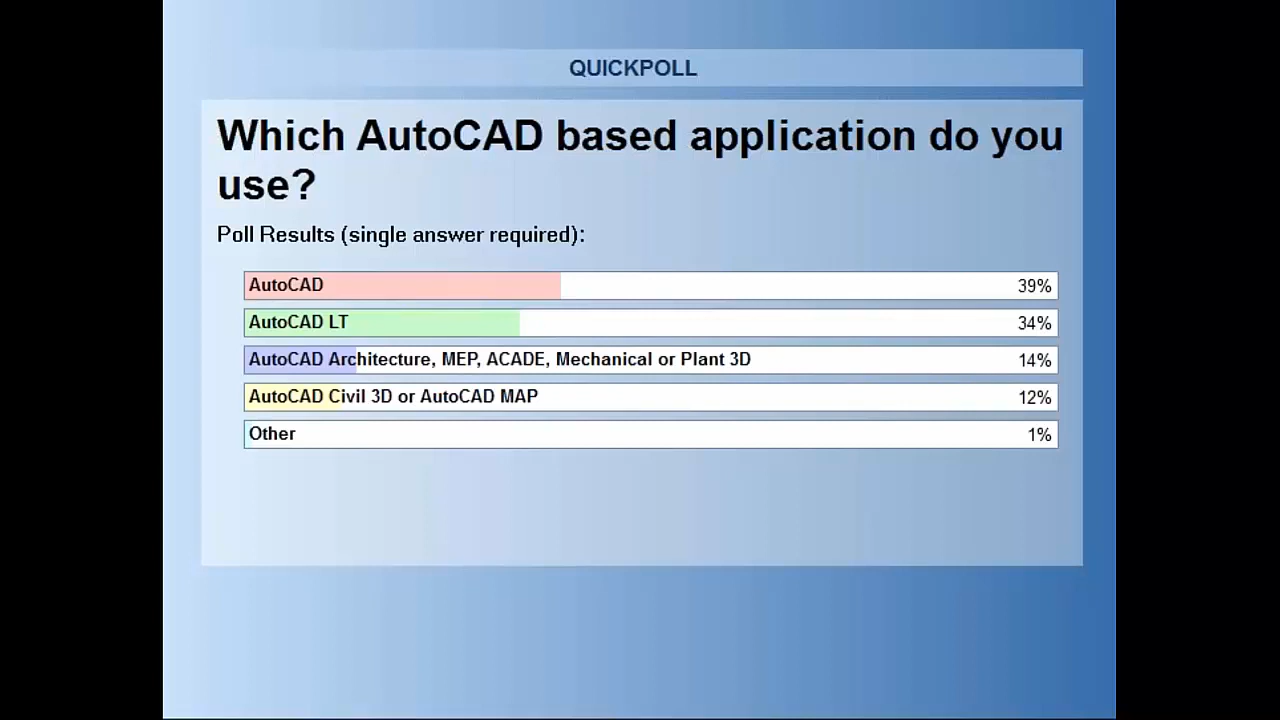 QUICKPOLL
Which AutoCAD based application do you
use?
Poll Results (single answer required):
AutoCAD 39%
AutoCAD LT 34%
AutoCAD Architecture, MEP, ACADE, Mechanical or Plant 3D 14%
AutoCAD Civil 3D or AutoCAD MAP 12%
Other 1%